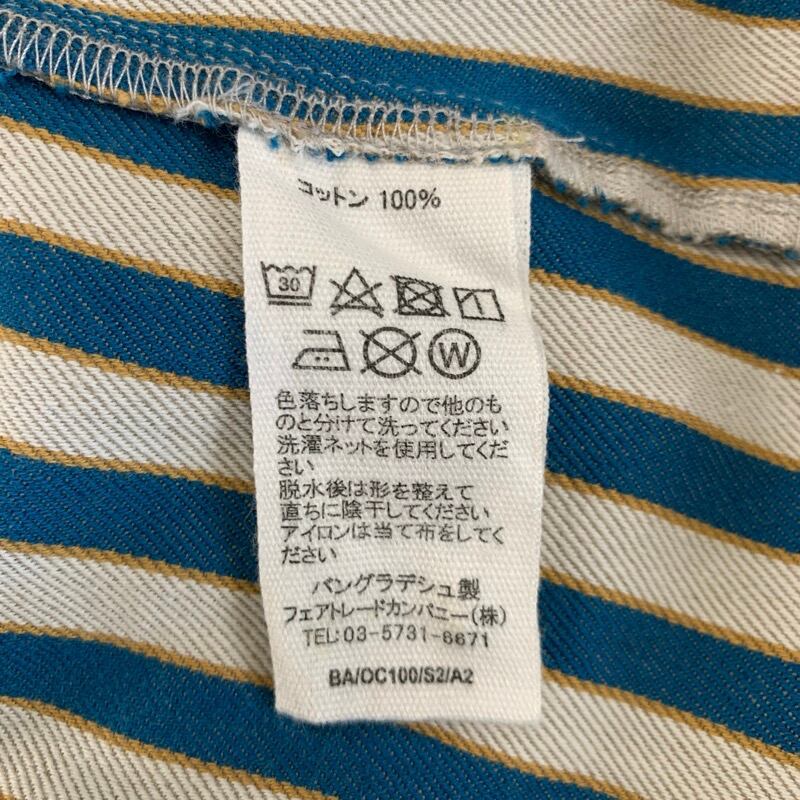 コットン 100%
30
W
色落ちしますので他のも
のと分けて洗ってください
洗濯ネットを使用してくだ
さい
脱水後は形を整えて
直ちに陰干してください
アイロンは当て布をしてく
ださい
バングラデシュ製
フェアトレードカンパニー(株)
TEL:03-5731-6671
BA/OC100/S2/A2